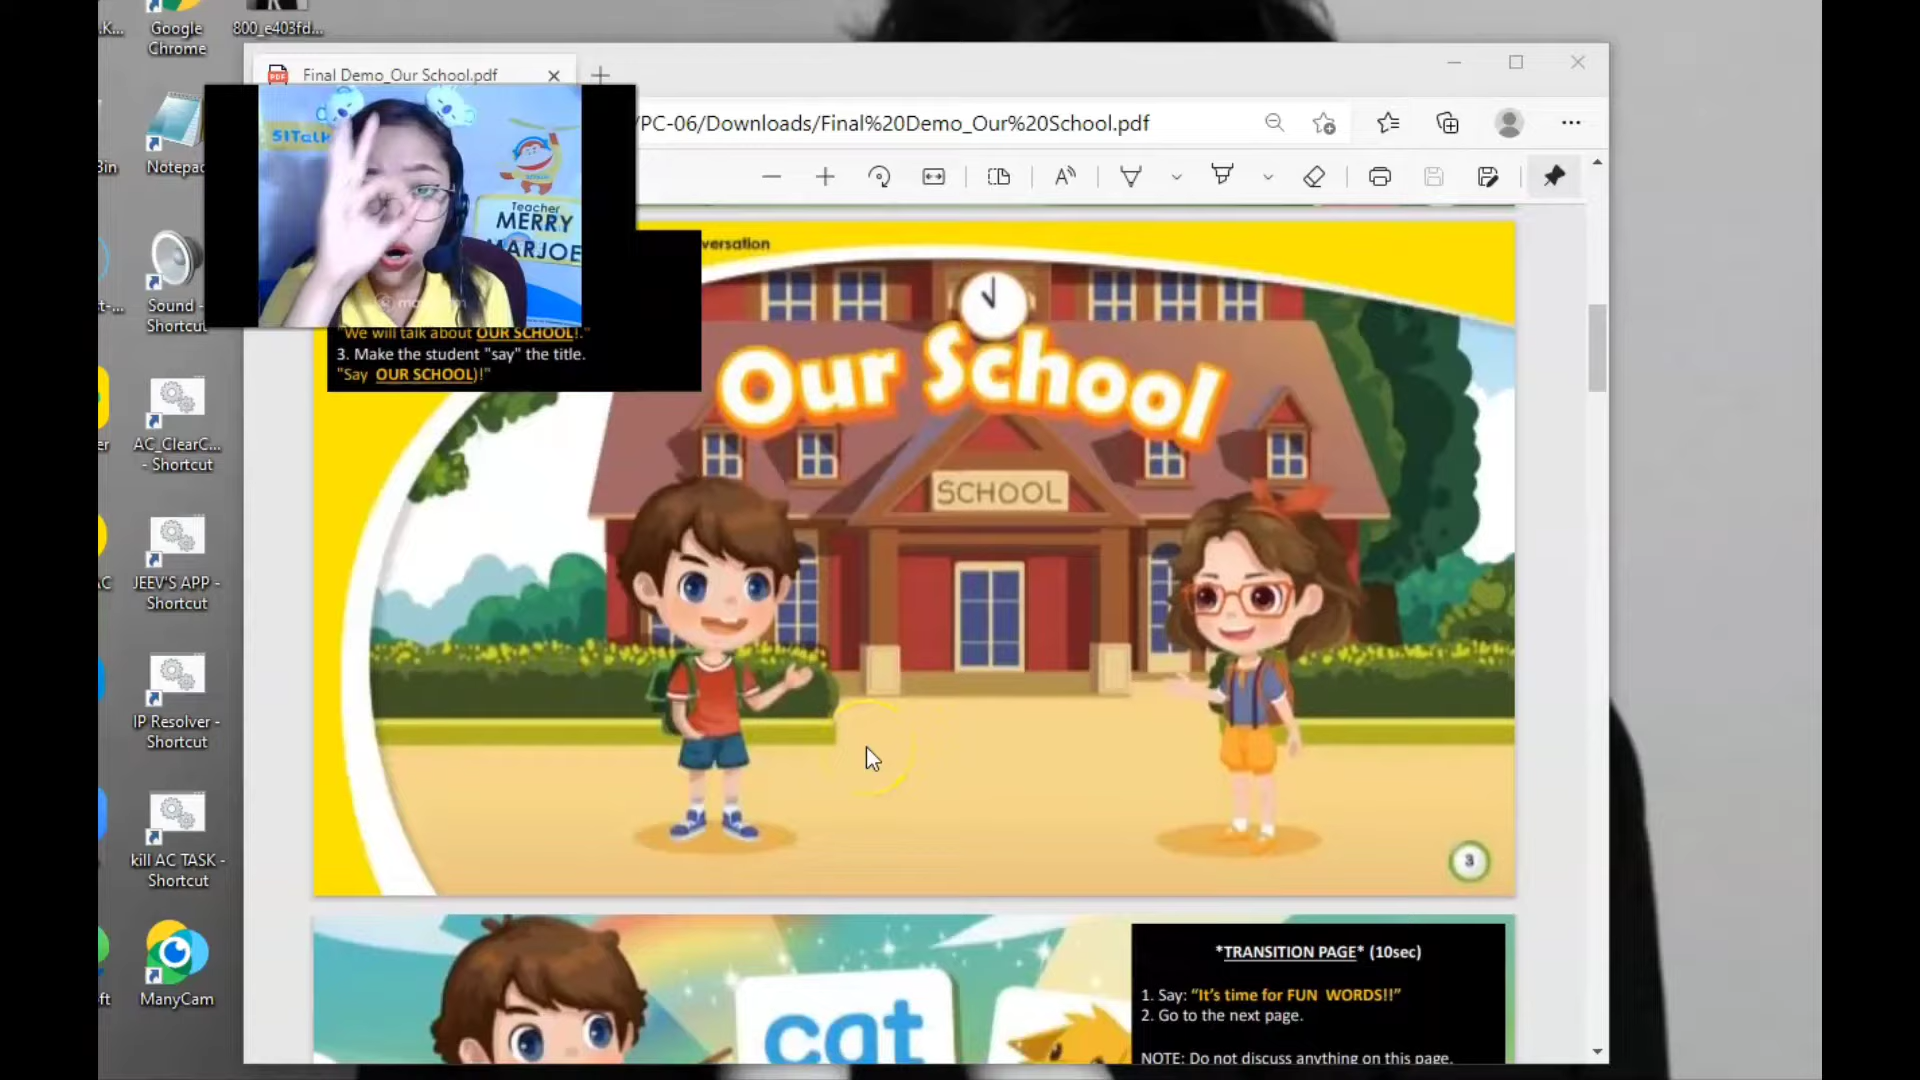 Google
Chrome
800_e403fd...
Final Demo_Our School.pdf
/PC-06/Downloads/Final%20Demo_Our%20School.pdf
51Talk
Teacher
MERRY
MARJOE
versation
Notepad
Bin
"We will talk about OUR SCHOOL!."
3. Make the student "say" the title.
"Say OUR SCHOOL)!"
Our School
SCHOOL
Sound -
Shortcut
AC_ClearC...
- Shortcut
JEEV'S APP -
Shortcut
IP Resolver -
Shortcut
kill AC TASK -
Shortcut
ManyCam
3
*TRANSITION PAGE* (10sec)
1. Say: “It’s time for FUN WORDS!!”
2. Go to the next page.
NOTE: Do not discuss anything on this page.
cat